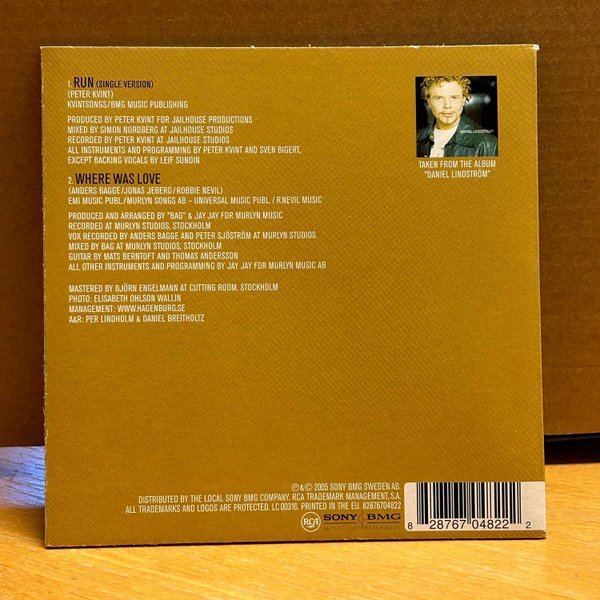 1. RUN (SINGLE VERSION)
(PETER KVINT)
KVINTSONGS/BMG MUSIC PUBLISHING
PRODUCED BY PETER KVINT FOR JAILHOUSE PRODUCTIONS
MIXED BY SIMON NORDBERG AT JAILHOUSE STUDIOS
RECORDED BY PETER KVINT AT JAILHOUSE STUDIOS
ALL INSTRUMENTS AND PROGRAMMING BY PETER KVINT AND SVEN BIGERT,
EXCEPT BACKING VOCALS BY LEIF SUNDIN
2. WHERE WAS LOVE
(ANDERS BAGGE/JONAS JEBERG/ROBBIE NEVIL)
EMI MUSIC PUBL./MURLYN SONGS AB - UNIVERSAL MUSIC PUBL. / R.NEVIL MUSIC
PRODUCED AND ARRANGED BY "BAG" & JAY JAY FOR MURLYN MUSIC
RECORDED AT MURLYN STUDIOS, STOCKHOLM
VOX RECORDED BY ANDERS BAGGE AND PETER SJÖSTRÖM AT MURLYN STUDIOS
MIXED BY BAG AT MURLYN STUDIOS, STOCKHOLM
GUITAR BY MATS BERNTOFT AND THOMAS ANDERSSON
ALL OTHER INSTRUMENTS AND PROGRAMMING BY JAY JAY FOR MURLYN MUSIC AB
MASTERED BY BJÖRN ENGELMANN AT CUTTING ROOM, STOCKHOLM
PHOTO: ELISABETH OHLSON WALLIN
MANAGEMENT: WWW.HAGENBURG.SE
A&R: PER LINDHOLM & DANIEL BREITHOLTZ
DANIEL LINDSTRÖM
TAKEN FROM THE ALBUM
"DANIEL LINDSTRÖM"
℗ & © 2005 SONY BMG SWEDEN AB.
DISTRIBUTED BY THE LOCAL SONY BMG COMPANY. RCA TRADEMARK MANAGEMENT, S.A.
ALL TRADEMARKS AND LOGOS ARE PROTECTED. LC 00316. PRINTED IN THE EU. 82876704822
RCA SONY BMG
MUSIC ENTERTAINMENT
8 28767 04822 2